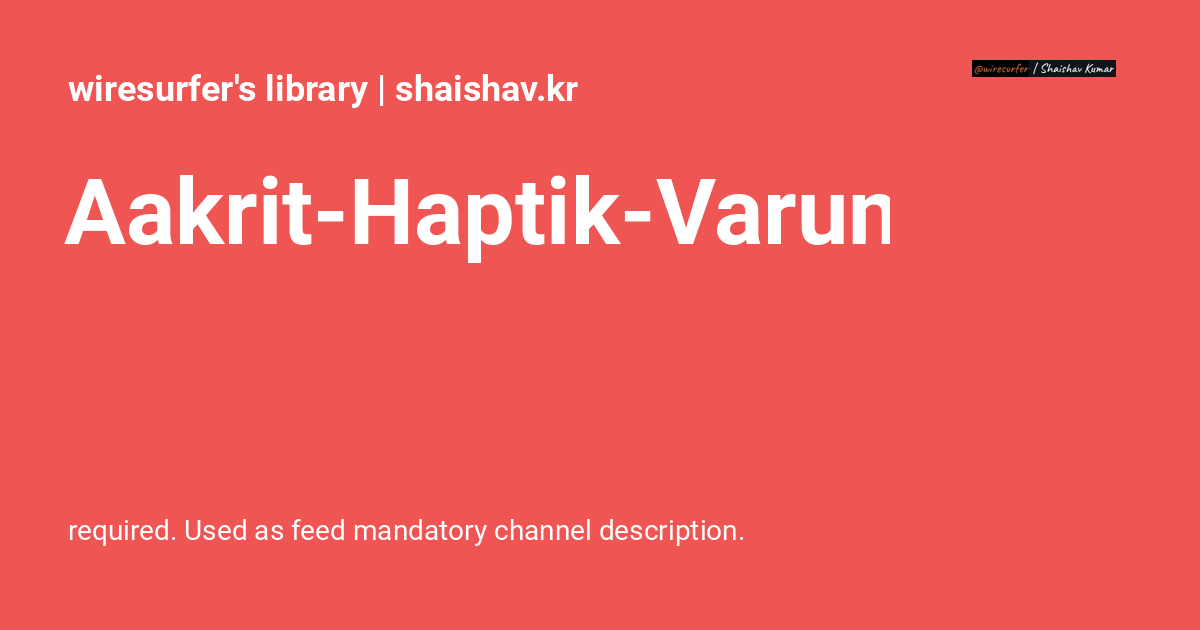 wiresurfer's library | shaishav.kr
@wiresurfer | Shaishav Kumar
Aakrit-Haptik-Varun
required. Used as feed mandatory channel description.